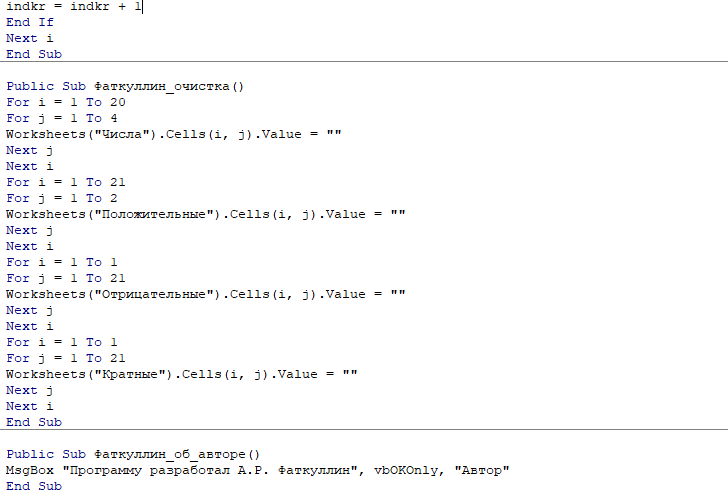 indkr = indkr + 1
End If
Next i
End Sub
Public Sub Фаткуллин_очистка()
For i = 1 To 20
For j = 1 To 4
Worksheets("Числа").Cells(i, j).Value = ""
Next j
Next i
For i = 1 To 21
For j = 1 To 2
Worksheets("Положительные").Cells(i, j).Value = ""
Next j
Next i
For i = 1 To 1
For j = 1 To 21
Worksheets("Отрицательные").Cells(i, j).Value = ""
Next j
Next i
For i = 1 To 1
For j = 1 To 21
Worksheets("Кратные").Cells(i, j).Value = ""
Next j
Next i
End Sub
Public Sub Фаткуллин_об_авторе()
MsgBox "Программу разработал А.Р. Фаткуллин", vbOKOnly, "Автор"
End Sub